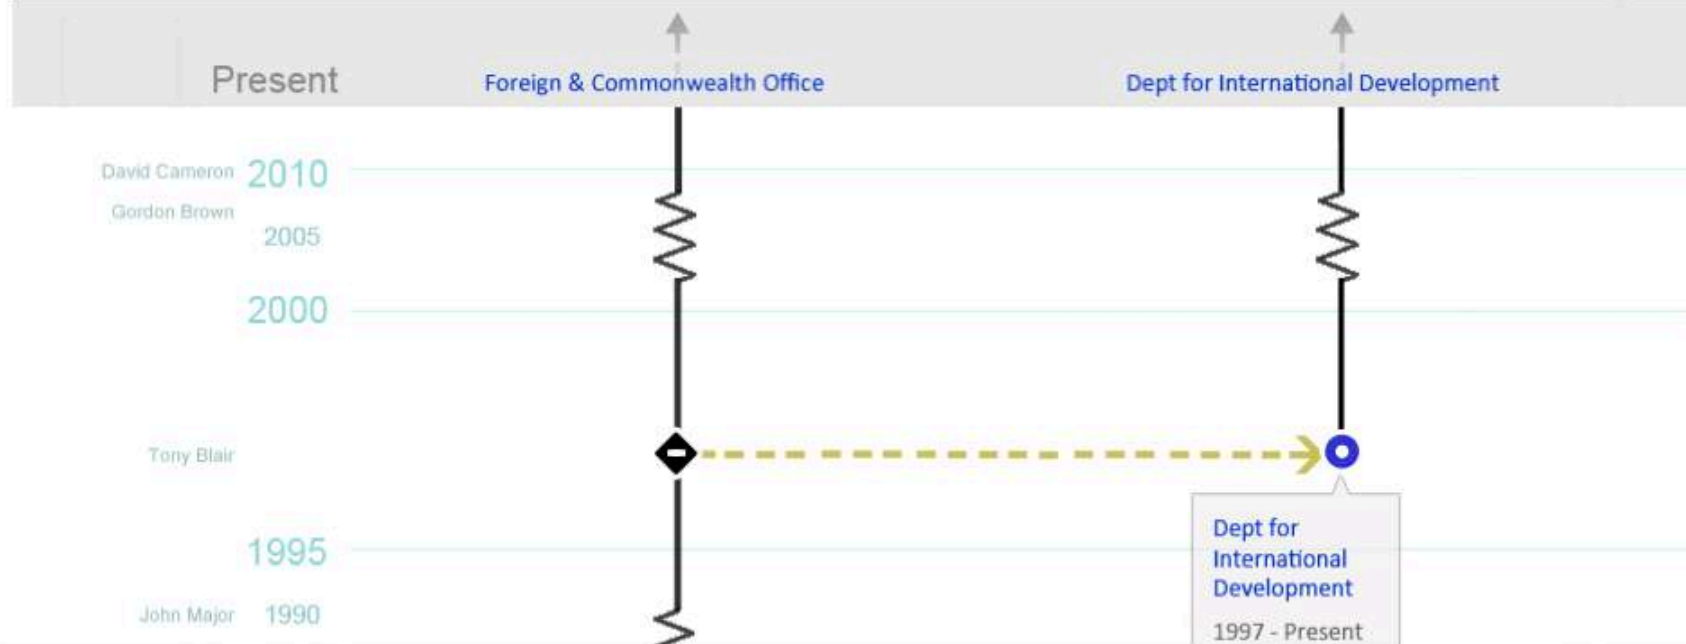 Present
Foreign & Commonwealth Office
Dept for International Development
David Cameron 2010
Gordon Brown
2005
2000
Tony Blair
1995
Dept for
International
Development
John Major 1990
1997 - Present